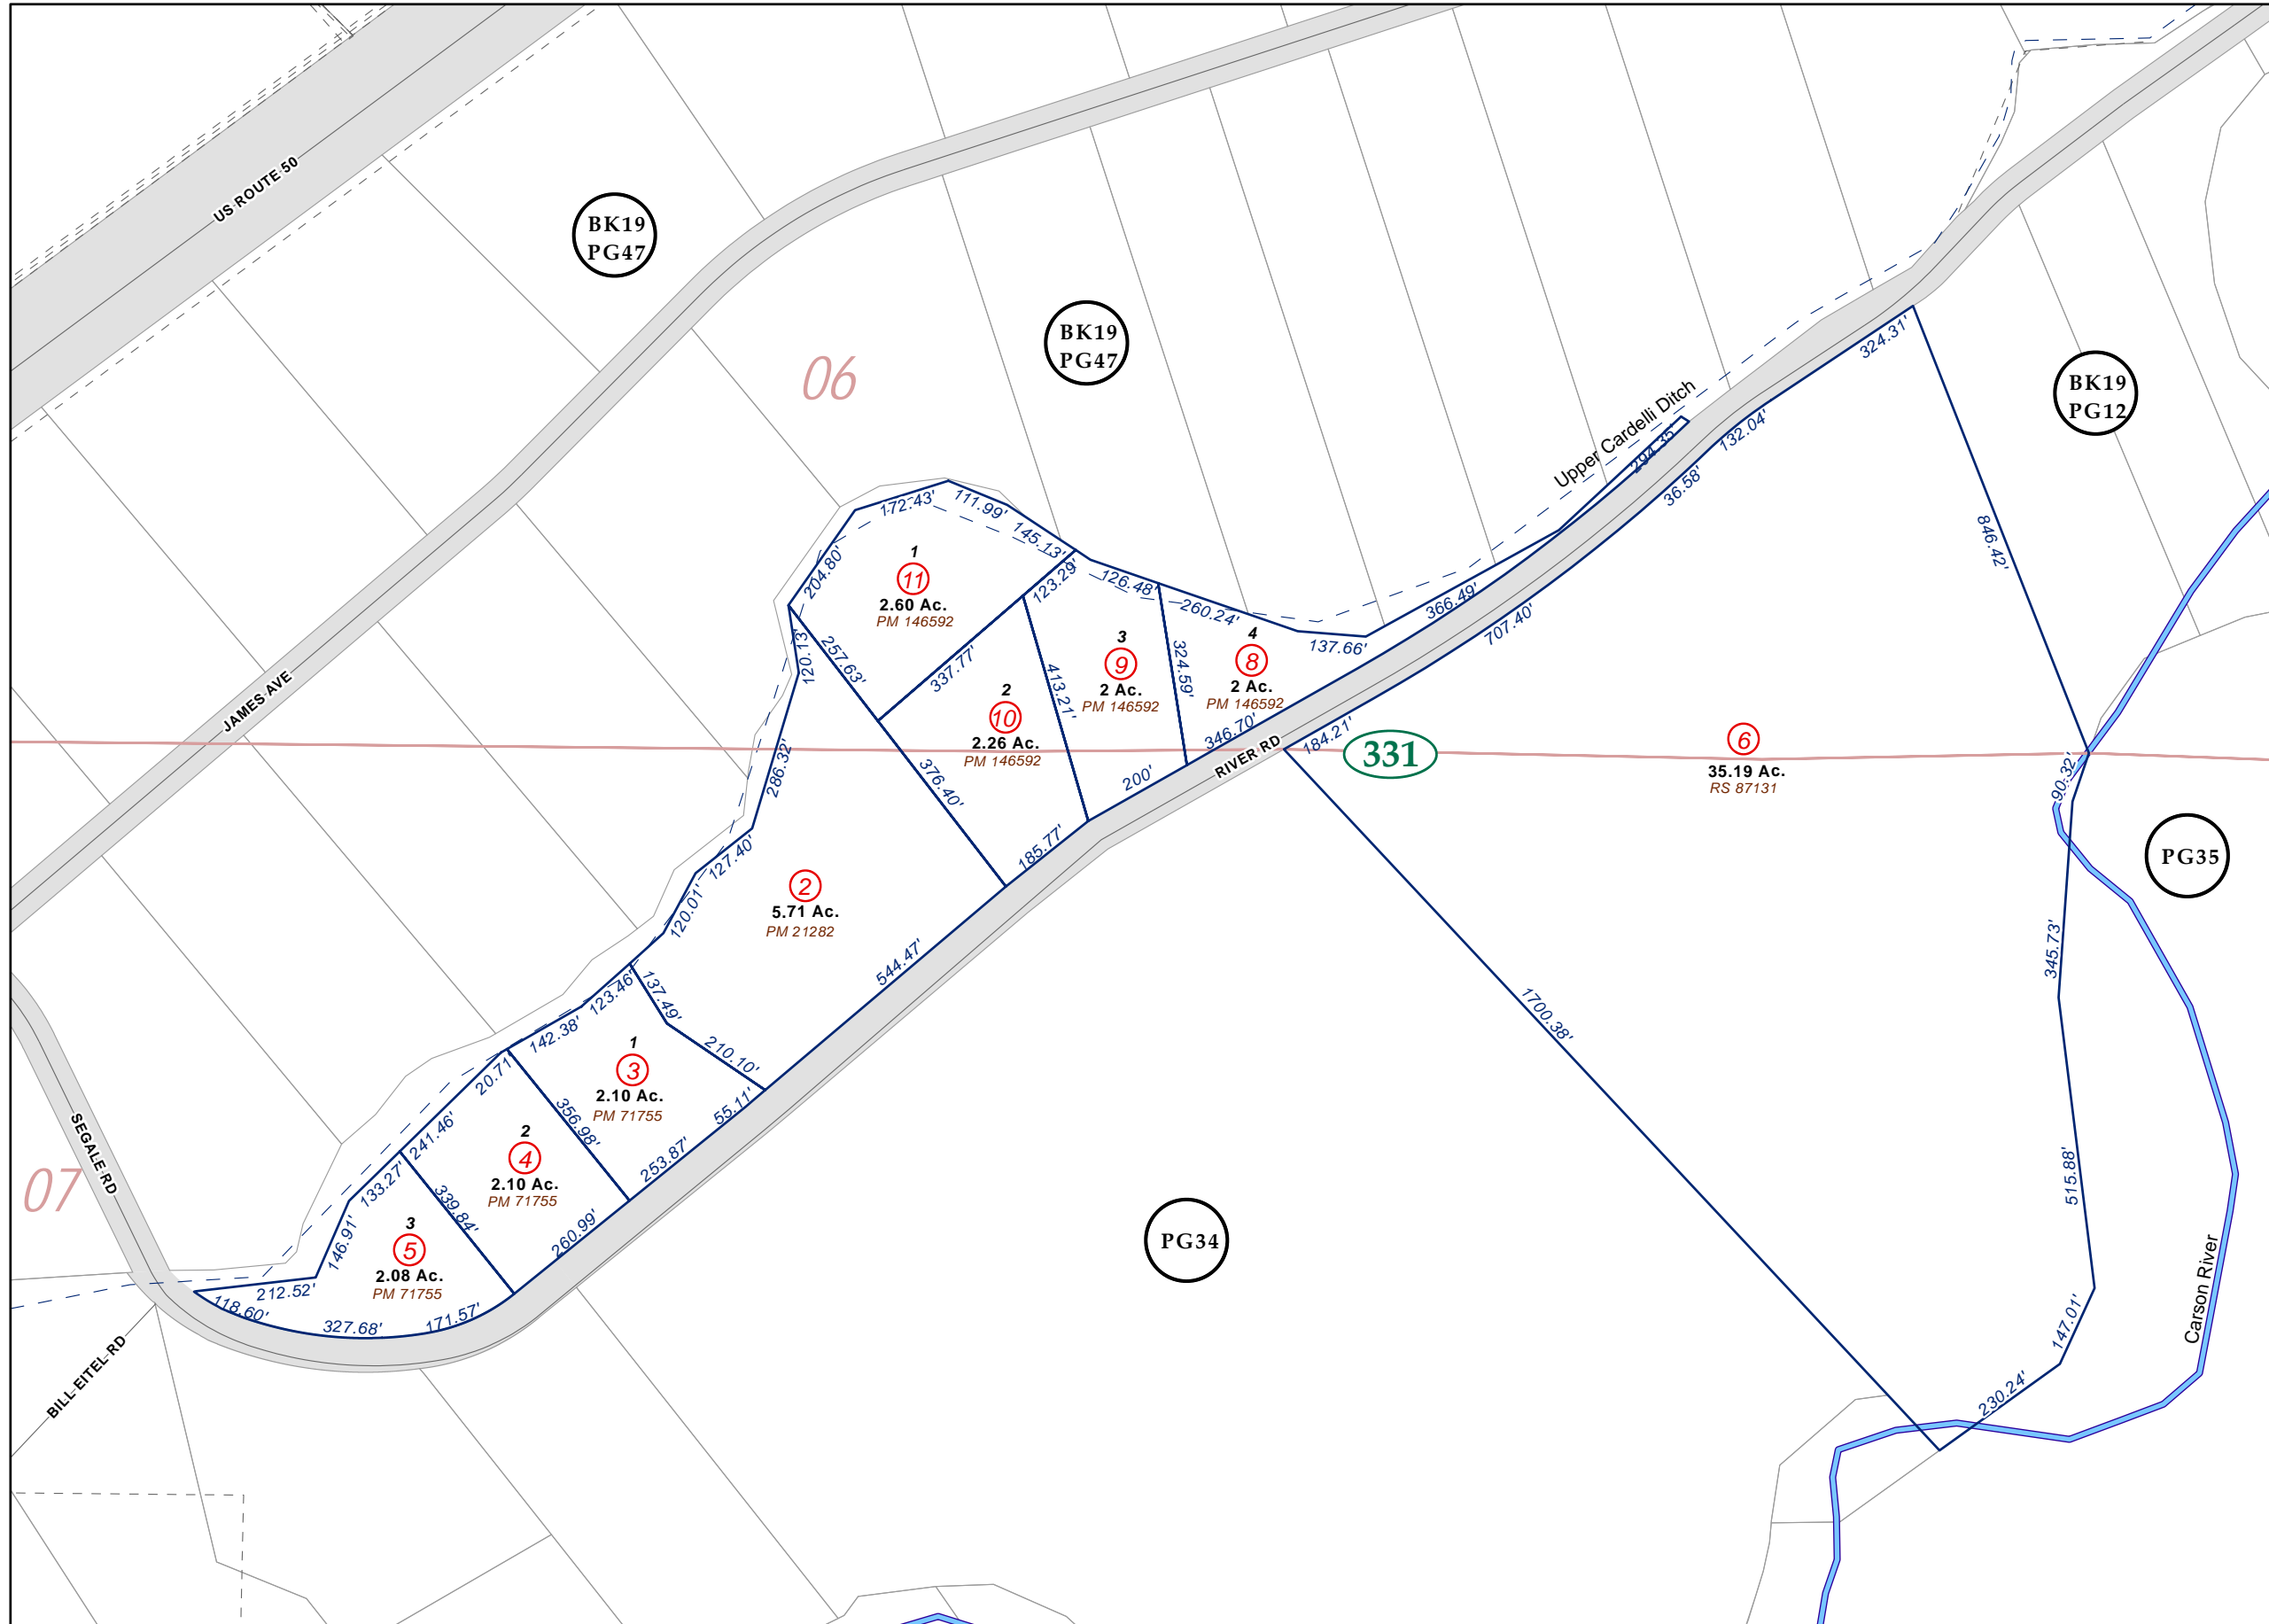 US ROUTE 50
BK19
PG47
BK19
PG47
06
BK19
PG12
324.31'
132.04'
36.58'
Upper Cardelli Ditch
294.35'
846.42'
172.43'
111.99'
145.13'
204.80'
1
11
2.60 Ac.
PM 146592
123.29'
126.48'
260.24'
137.66'
366.49'
707.40'
120.13'
257.63'
337.77'
413.21'
324.59'
3
9
2 Ac.
PM 146592
4
8
2 Ac.
PM 146592
2
10
2.26 Ac.
PM 146592
JAMES AVE
346.70'
184.21'
RIVER RD
331
6
35.19 Ac.
RS 87131
90.32'
286.32'
376.40'
200'
185.77'
127.40'
PG35
2
5.71 Ac.
PM 21282
120.01'
544.47'
345.73'
137.49'
123.46'
142.38'
1700.38'
210.10'
1
3
2.10 Ac.
PM 71755
20.71'
55.11'
356.98'
241.46'
253.87'
2
4
2.10 Ac.
PM 71755
SEGALE RD
07
133.27'
339.84'
146.91'
260.99'
3
5
2.08 Ac.
PM 71755
515.88'
PG34
Carson River
212.52'
118.60'
327.68'
171.57'
147.01'
230.24'
BILL EITEL RD